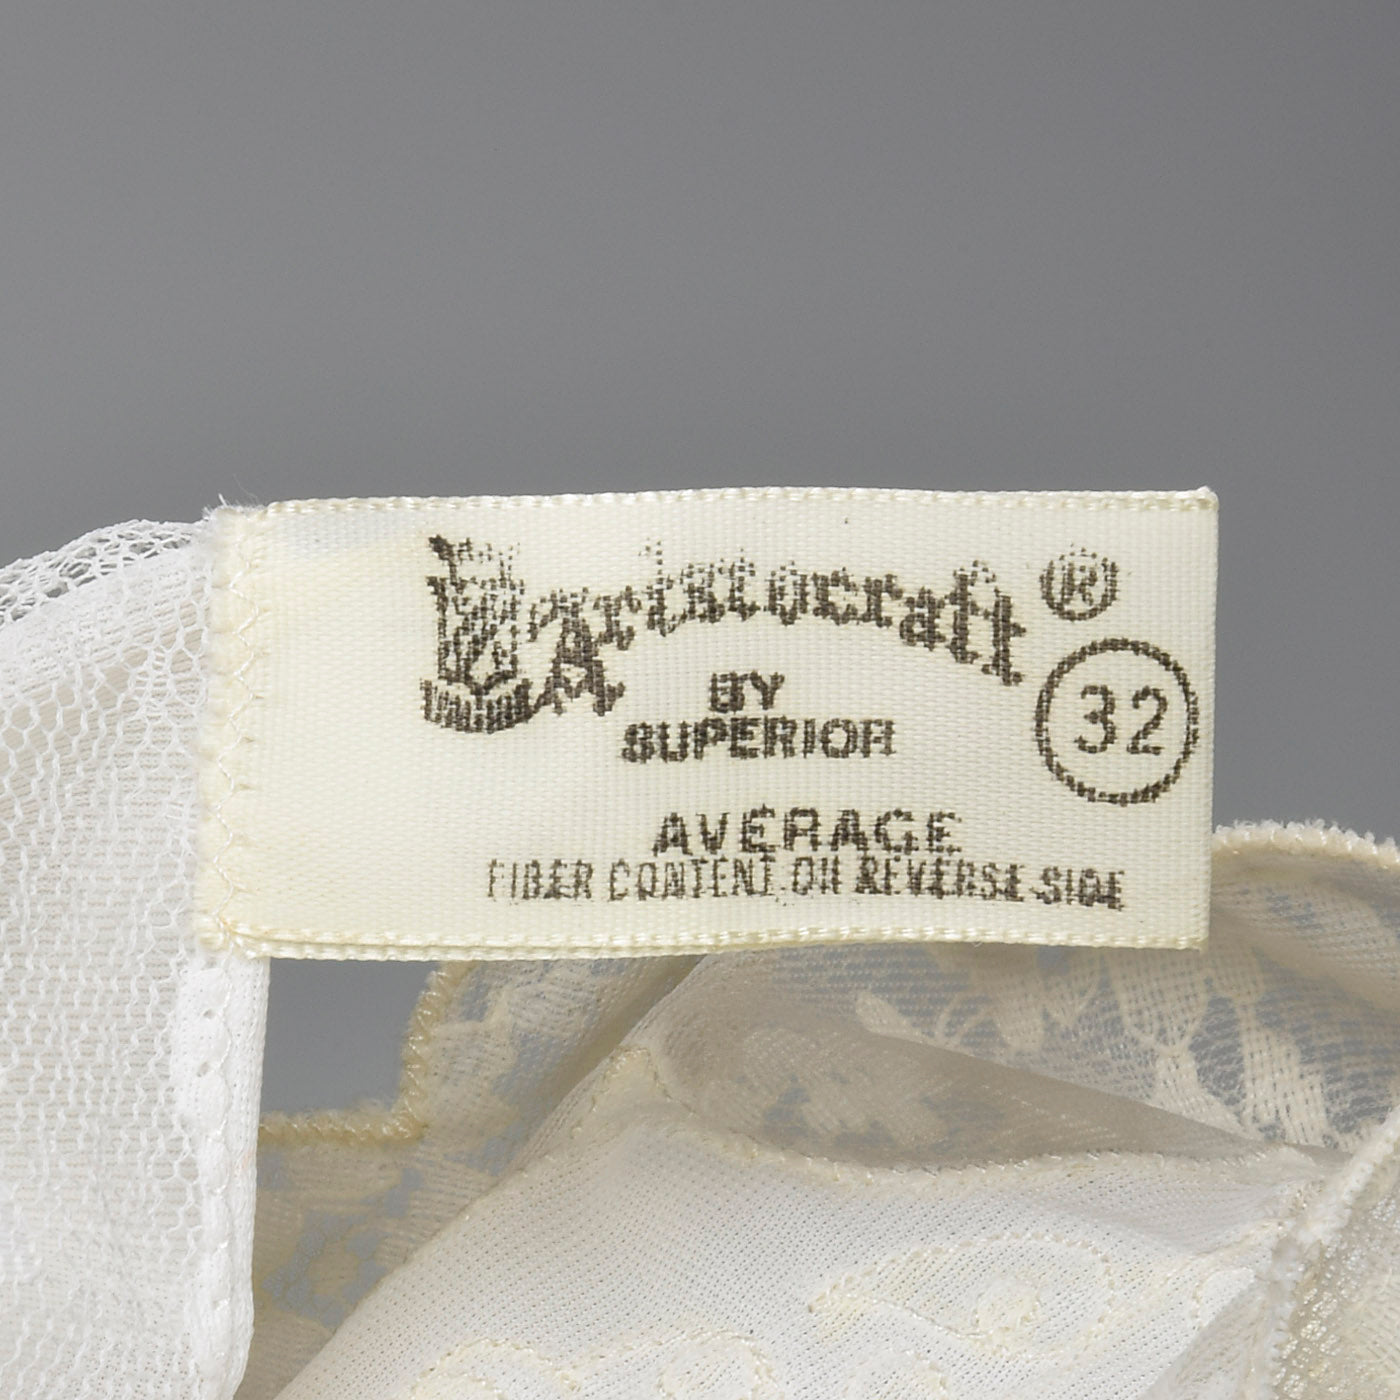 Aristocraft ®
BY
SUPERIOR
32
AVERAGE
FIBER CONTENT ON REVERSE SIDE